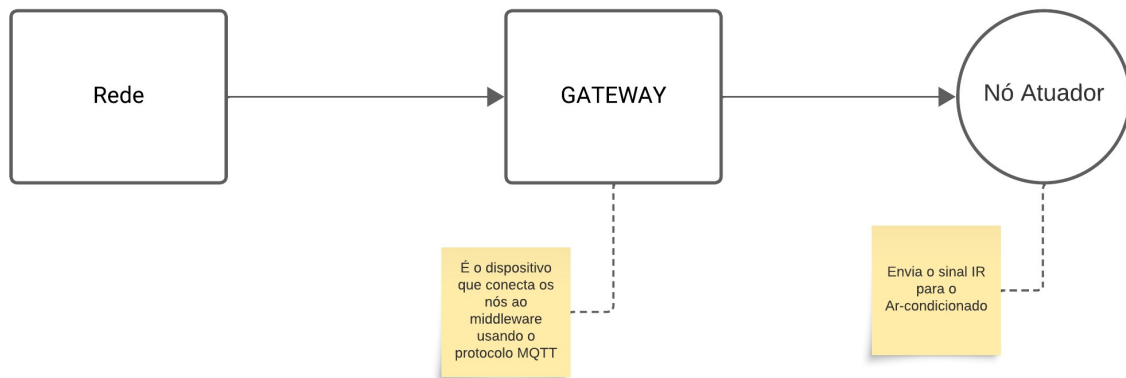 Rede
GATEWAY
Nó Atuador
É o dispositivo
que conecta os
nós ao
middleware
usando o
protocolo MQTT
Envia o sinal IR
para o
Ar-condicionado